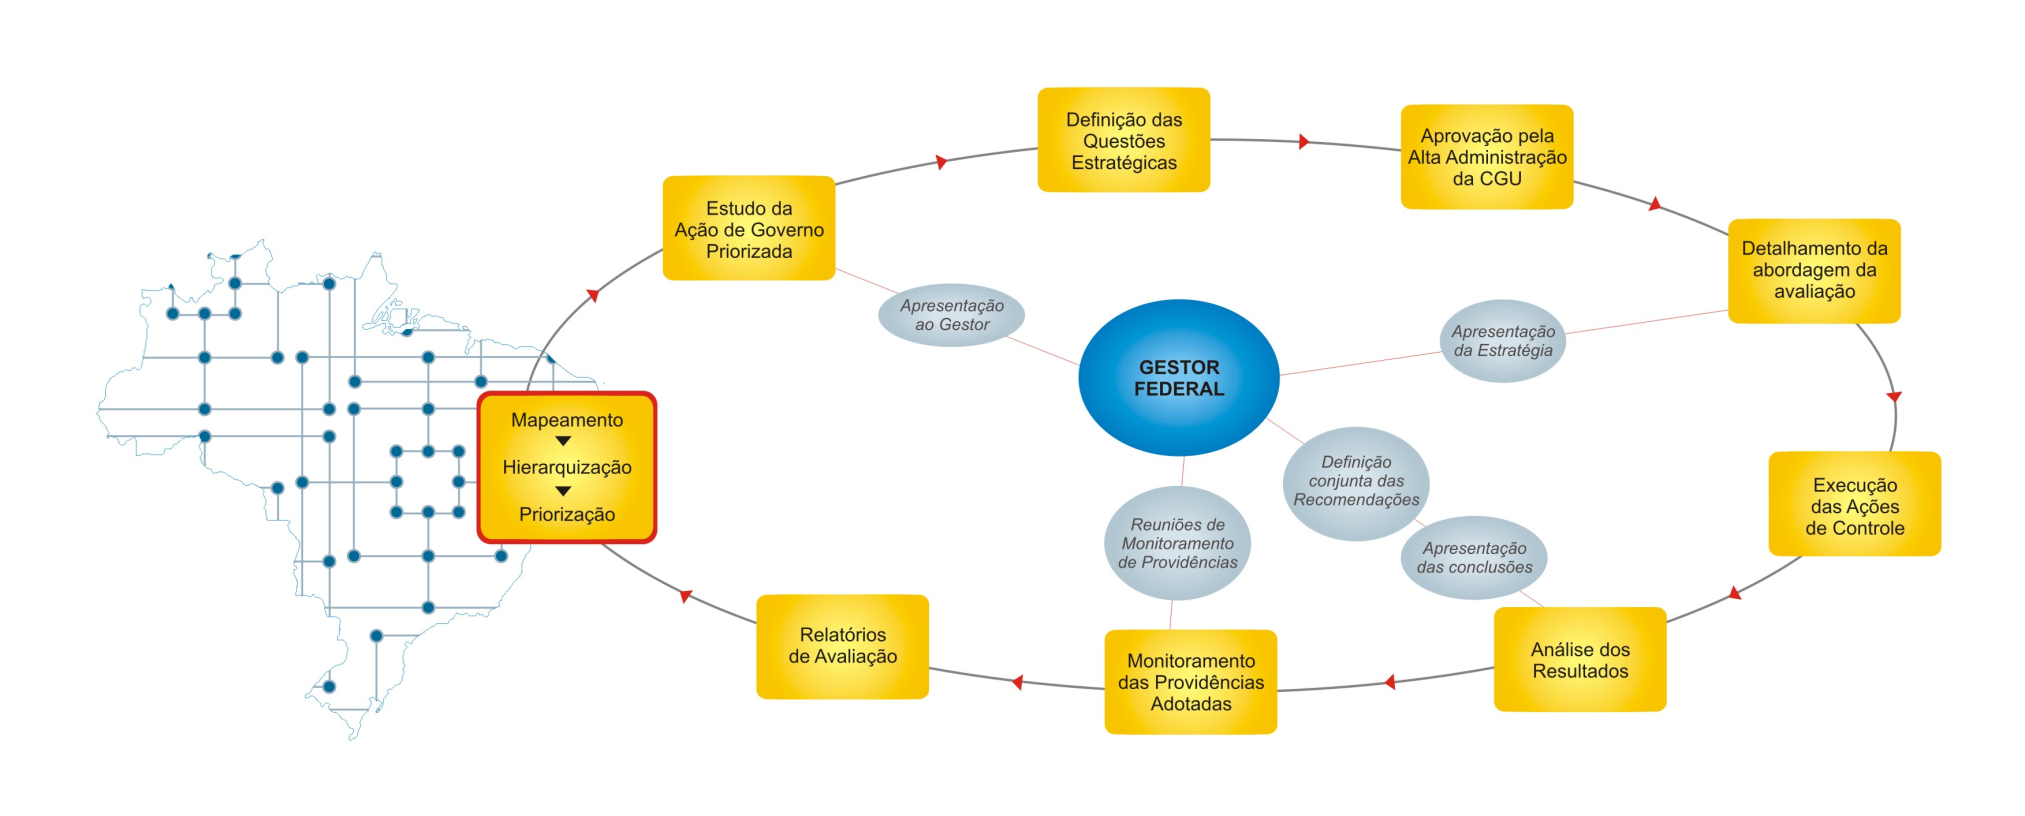 Definição das
Questões
Estratégicas
Aprovação pela
Alta Administração
da CGU
Estudo da
Ação de Governo
Priorizada
Detalhamento da
abordagem da
avaliação
Apresentação
ao Gestor
GESTOR
FEDERAL
Apresentação
da Estratégia
Mapeamento
Hierarquização
Priorização
Definição
conjunta das
Recomendações
Execução
das Ações
de Controle
Reuniões de
Monitoramento
de Providências
Apresentação
das conclusões
Relatórios
de Avaliação
Monitoramento
das Providências
Adotadas
Análise dos
Resultados